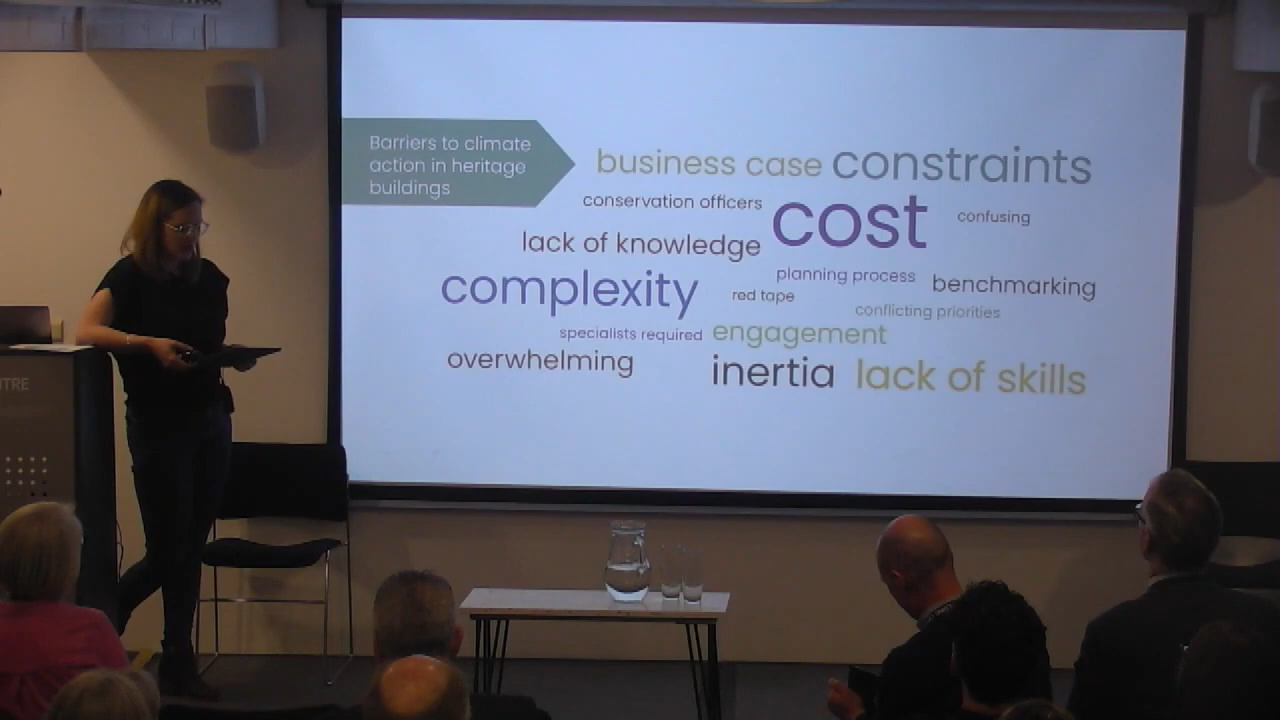 Barriers to climate
action in heritage
buildings
business case constraints
conservation officers cost confusing
lack of knowledge
complexity planning process benchmarking
red tape conflicting priorities
specialists required engagement
overwhelming inertia lack of skills